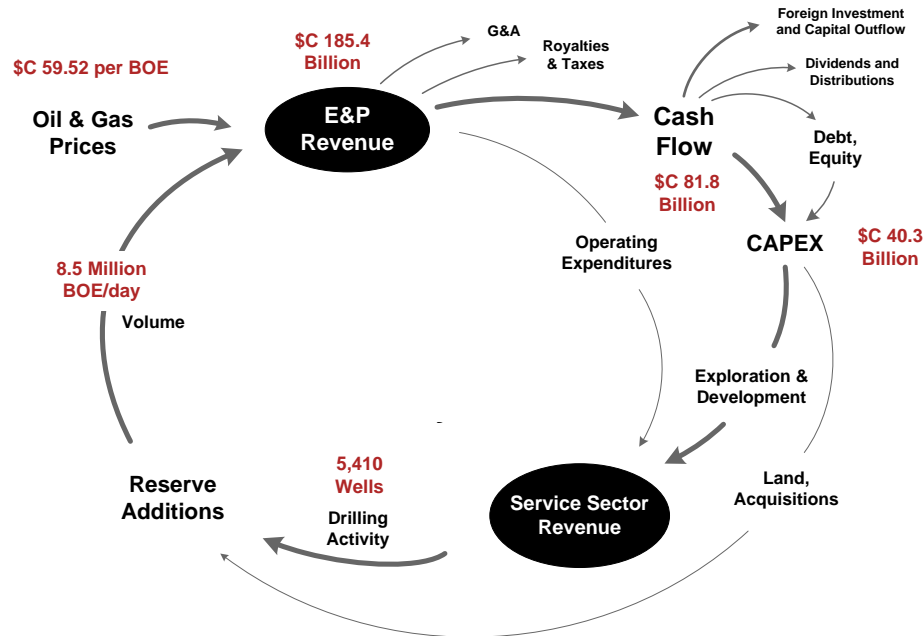 Foreign Investment
and Capital Outflow
G&A
$C 185.4
Billion
Royalties
& Taxes
$C 59.52 per BOE
Dividends and
Distributions
Oil & Gas
Prices
E&P
Revenue
Cash
Flow
Debt,
Equity
$C 81.8
Billion
CAPEX
$C 40.3
Billion
Operating
Expenditures
8.5 Million
BOE/day
Volume
Exploration &
Development
5,410
Wells
Reserve
Additions
Drilling
Activity
Service Sector
Revenue
Land,
Acquisitions